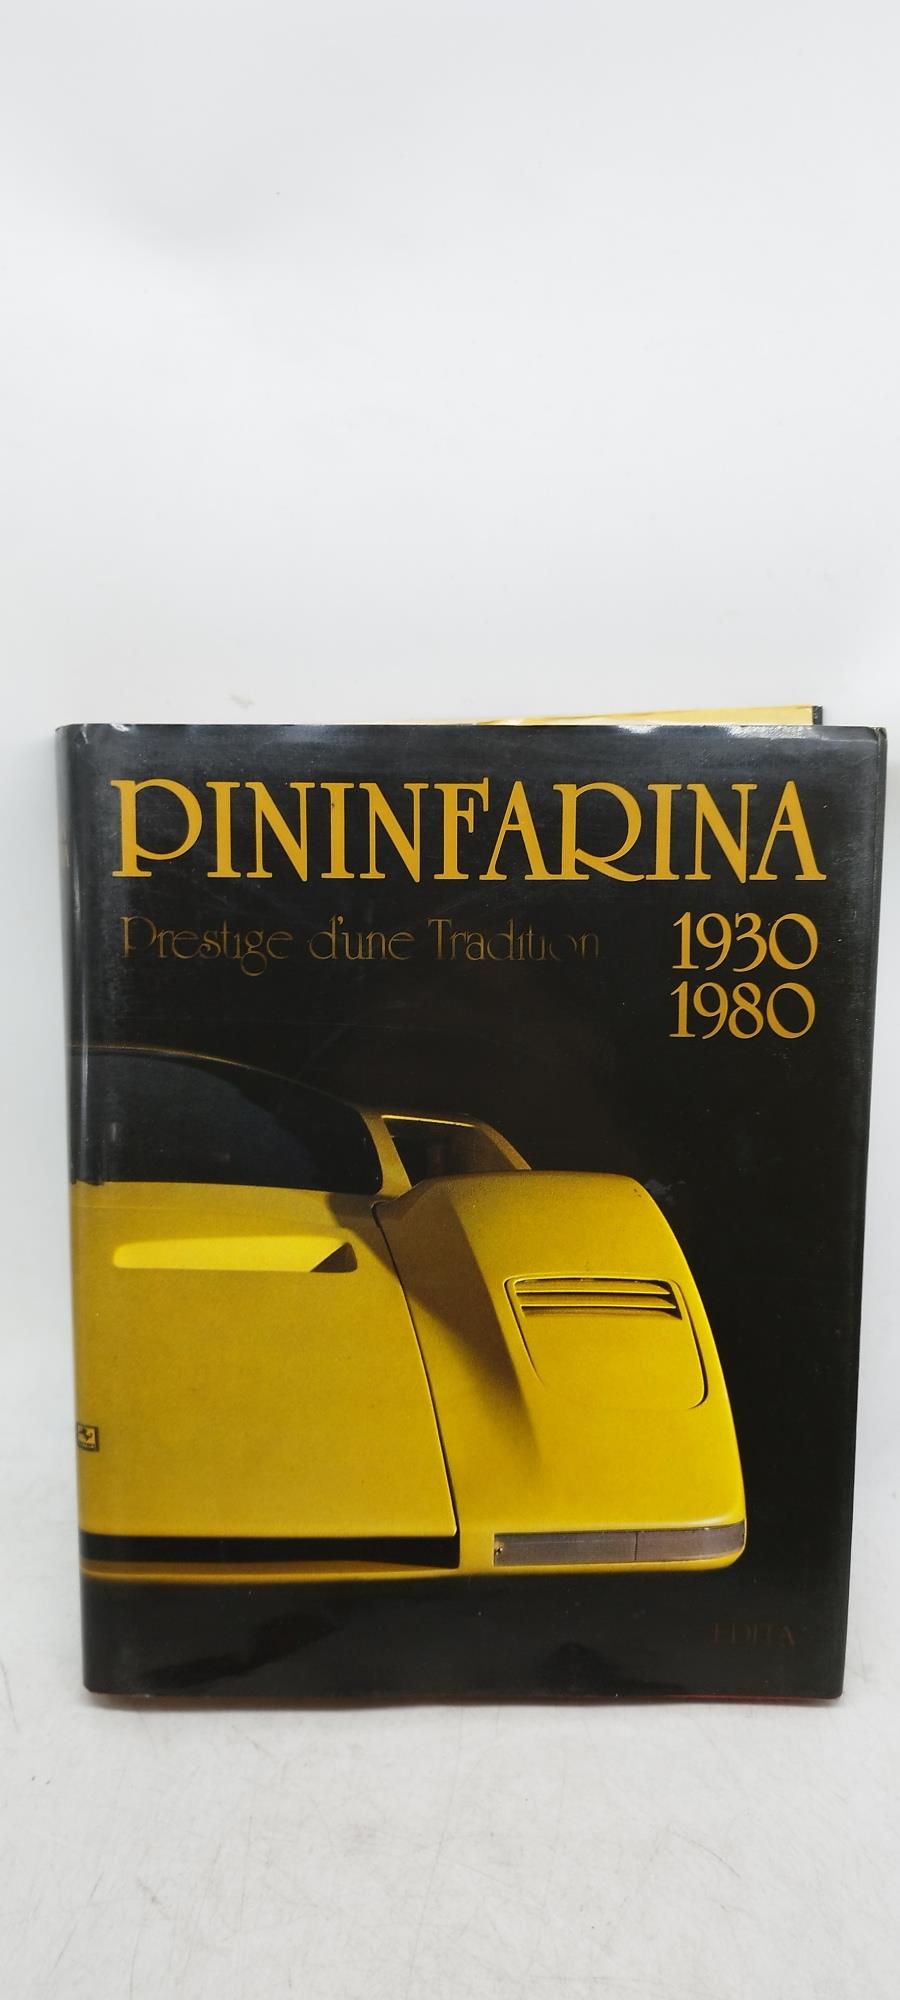 PININFARINA
Prestige d'une Tradition
1930
1980
EDITA